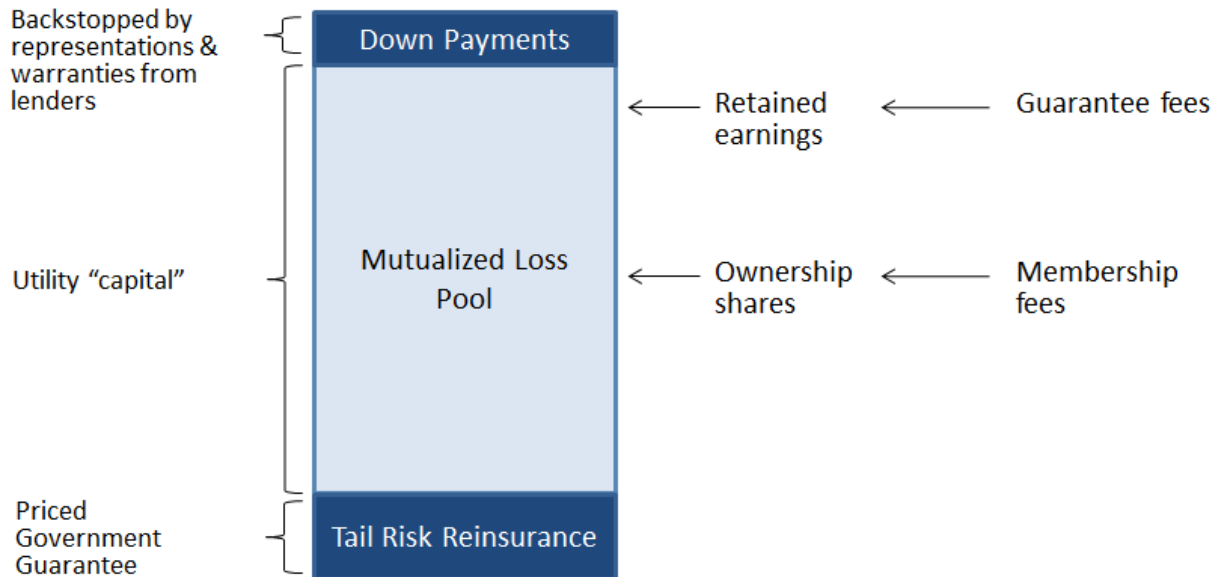 Backstopped by
representations &
warranties from
lenders
Down Payments
Retained
earnings
Guarantee fees
Utility “capital”
Mutualized Loss
Pool
Ownership
shares
Membership
fees
Priced
Government
Guarantee
Tail Risk Reinsurance